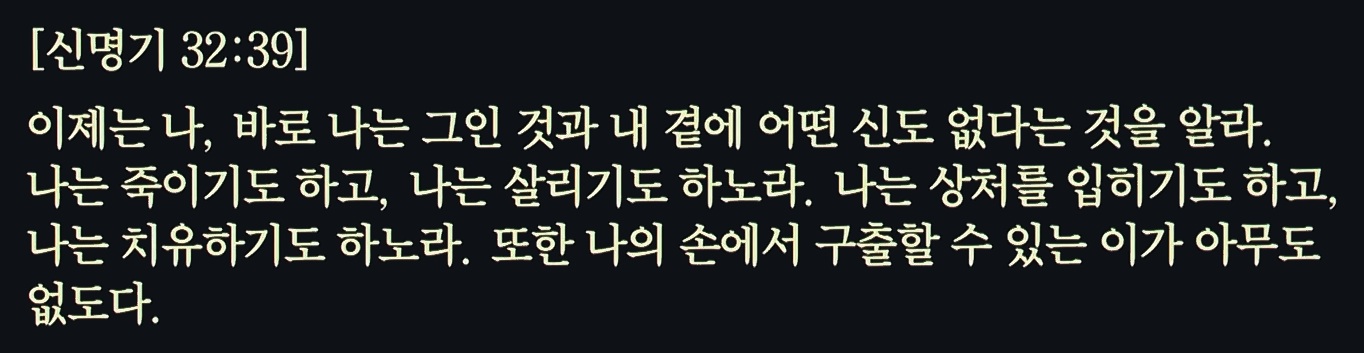 [신명기 32:39]
이제는 나, 바로 나는 그인 것과 내 곁에 어떤 신도 없다는 것을 알라.
나는 죽이기도 하고, 나는 살리기도 하노라. 나는 상처를 입히기도 하고,
나는 치유하기도 하노라. 또한 나의 손에서 구출할 수 있는 이가 아무도
없도다.